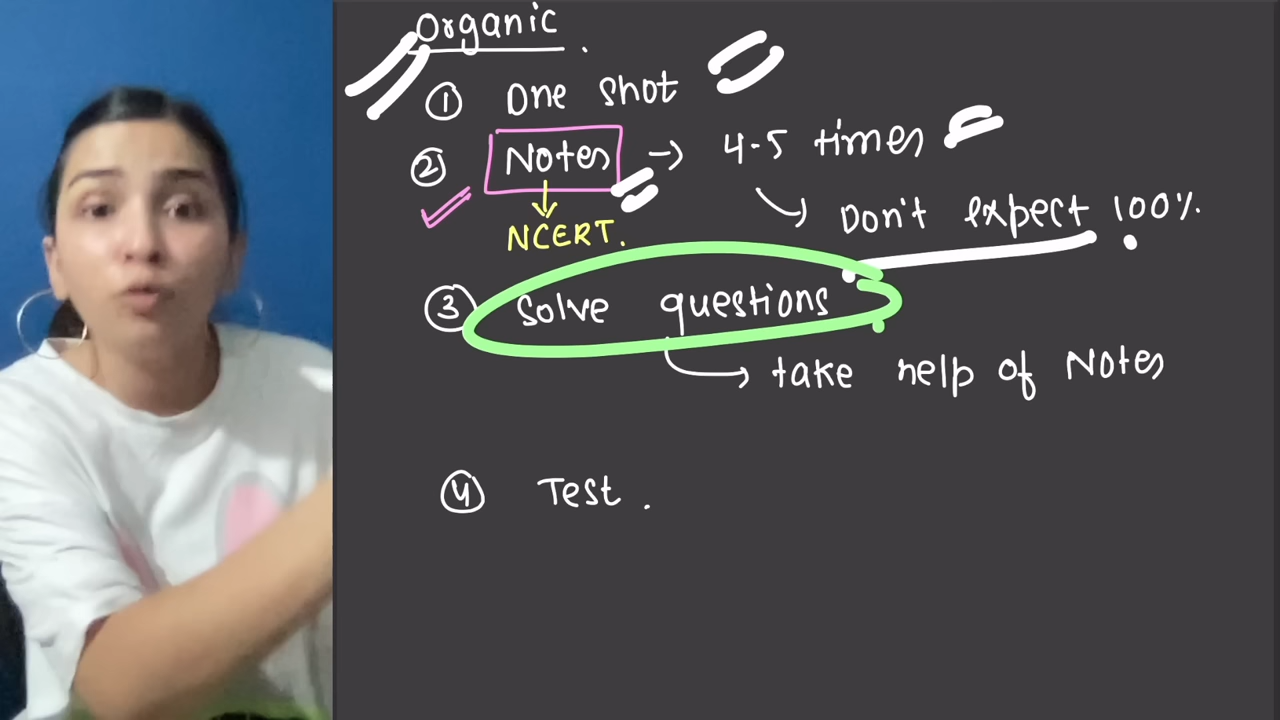 Organic.
① One shot
② Notes → 4-5 times
Don't expect 100%.
NCERT.
③ Solve questions
take help of Notes
④ Test.